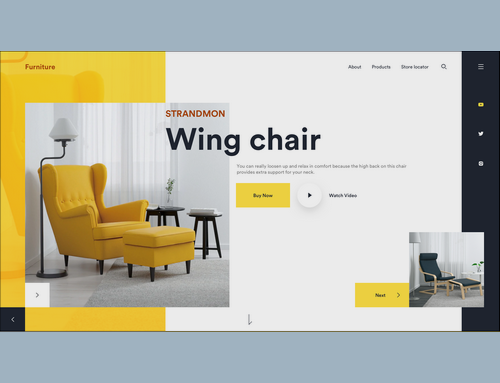 Furniture
About
Products
Store locator
STRANDMON
Wing chair
You can really loosen up and relax in comfort because the high back on this chair
provides extra support for your neck.
Buy Now
Watch Video
Next